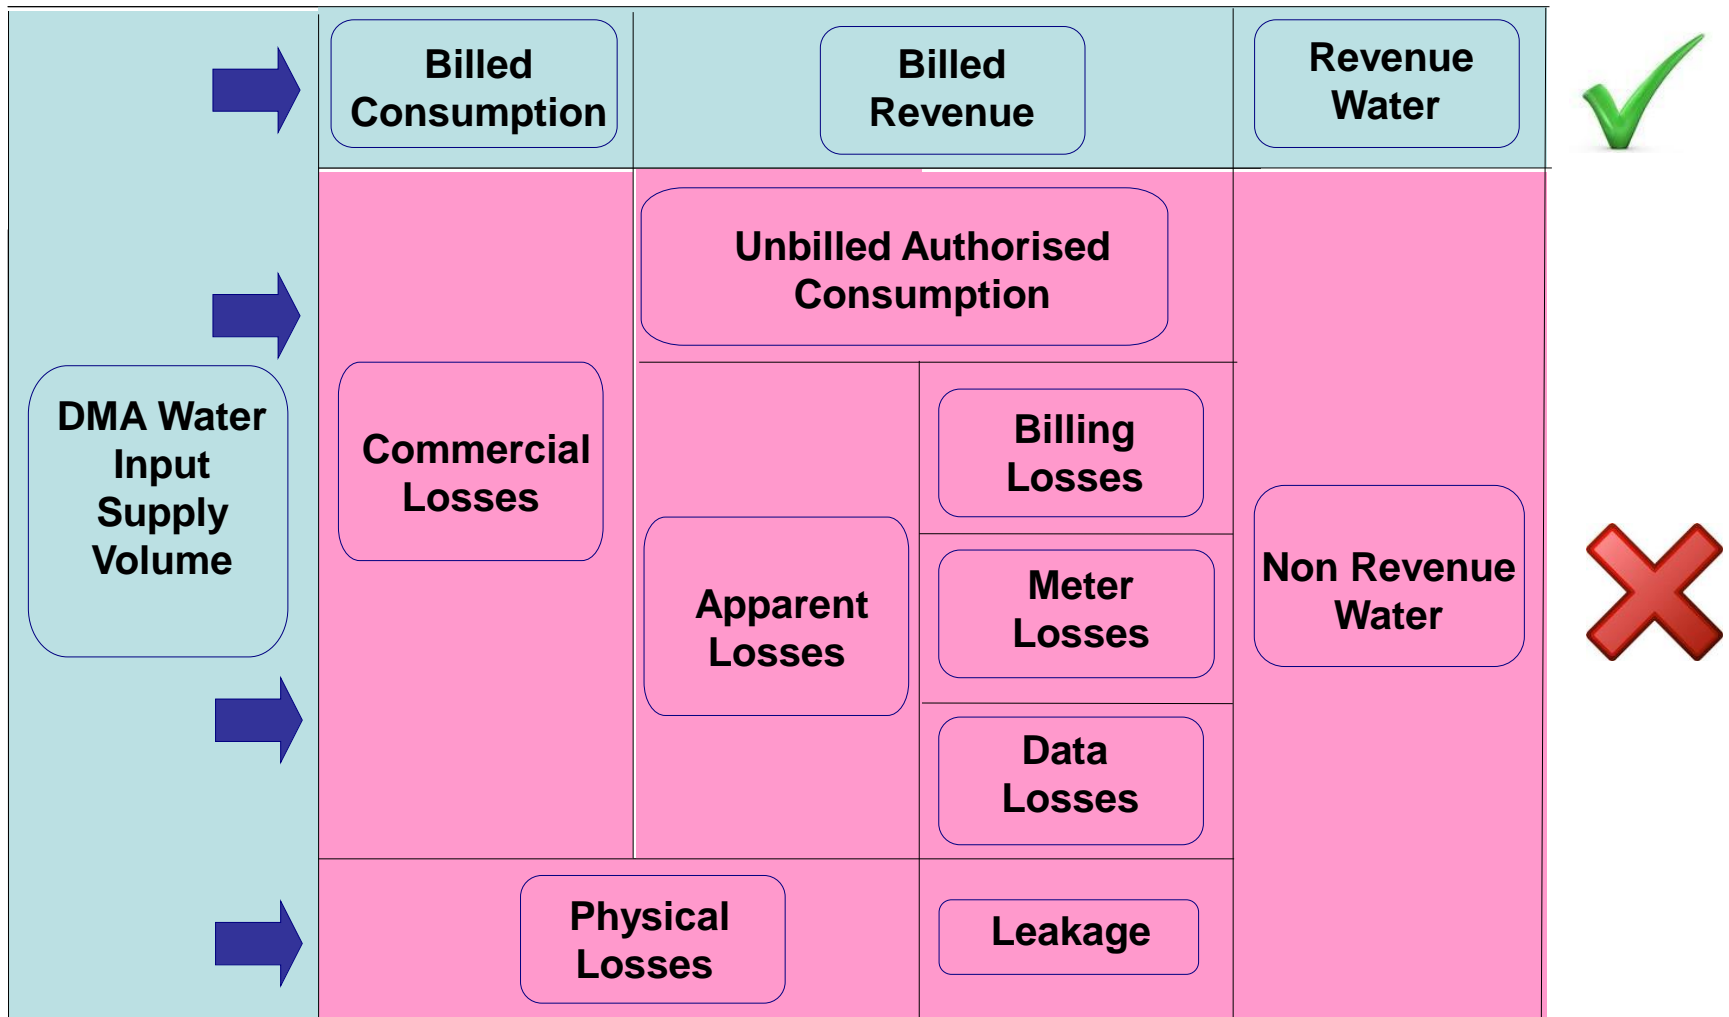 Billed
Consumption
Billed
Revenue
Revenue
Water
Unbilled Authorised
Consumption
DMA Water
Input
Supply
Volume
Commercial
Losses
Billing
Losses
Apparent
Losses
Meter
Losses
Non Revenue
Water
Data
Losses
Physical
Losses
Leakage